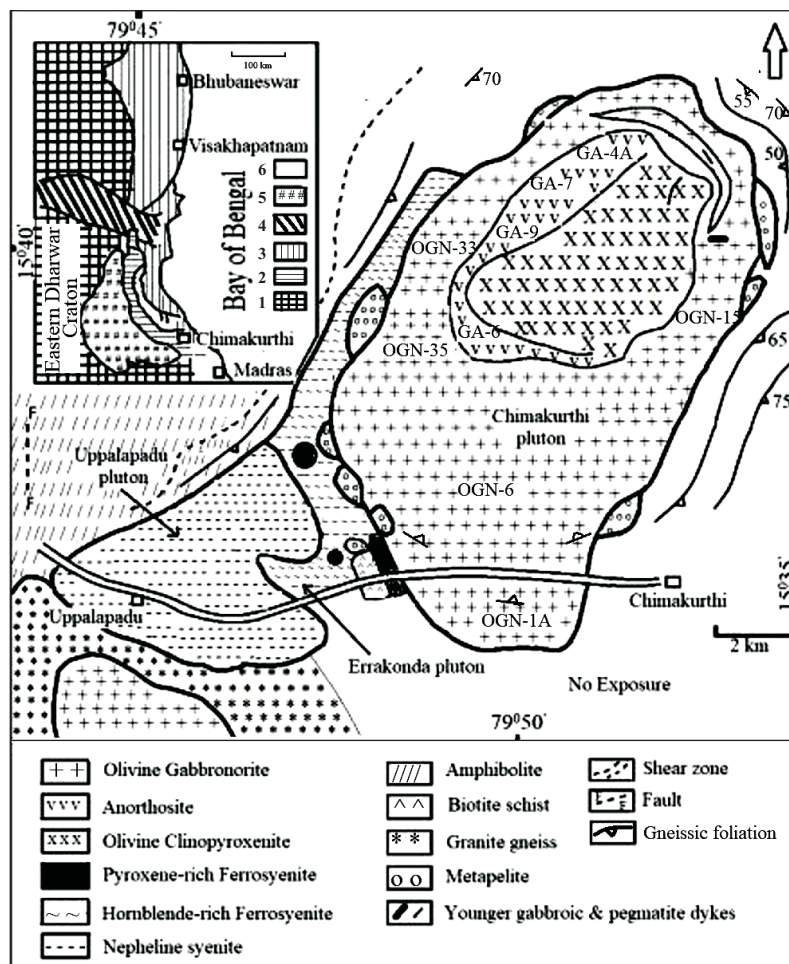 79⁰45'
100 km
Bhubaneswar
Visakhapatnam
6
5
4
3
2
1
Bay of Bengal
Eastern Dharwar
Craton
Chimakurthi
Madras
15⁰40'
70
55
70
50
GA-4A
GA-7
GA-9
OGN-33
GA-6
OGN-15
OGN-35
65
75
Chimakurthi
pluton
F
F
Uppalapadu
pluton
OGN-6
15⁰35'
Chimakurthi
Uppalapadu
OGN-1A
2 km
Errakonda pluton
No Exposure
79⁰50'
Olivine Gabbronorite
Anorthosite
Olivine Clinopyroxenite
Pyroxene-rich Ferrosyenite
Hornblende-rich Ferrosyenite
Nepheline syenite
Amphibolite
Biotite schist
Granite gneiss
Metapelite
Younger gabbroic & pegmatite dykes
Shear zone
Fault
Gneissic foliation